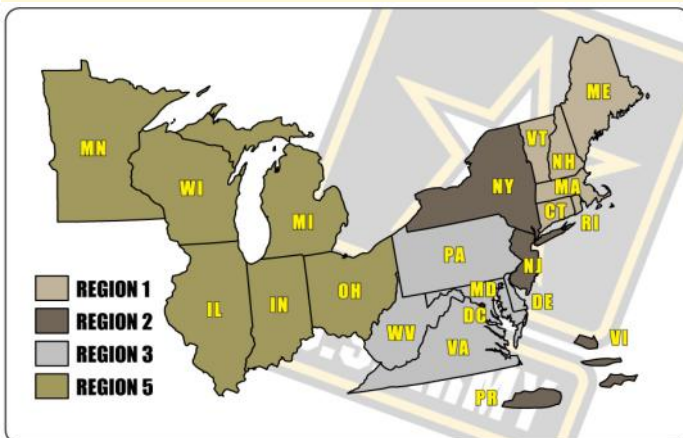 ME
VT
NH
MN
NY
MA
WI
CT
MI
RI
PA
NJ
REGION 1
OH
MD
DE
IL
IN
REGION 2
DC
WV
VI
REGION 3
VA
REGION 5
PR
U.S. ARMY